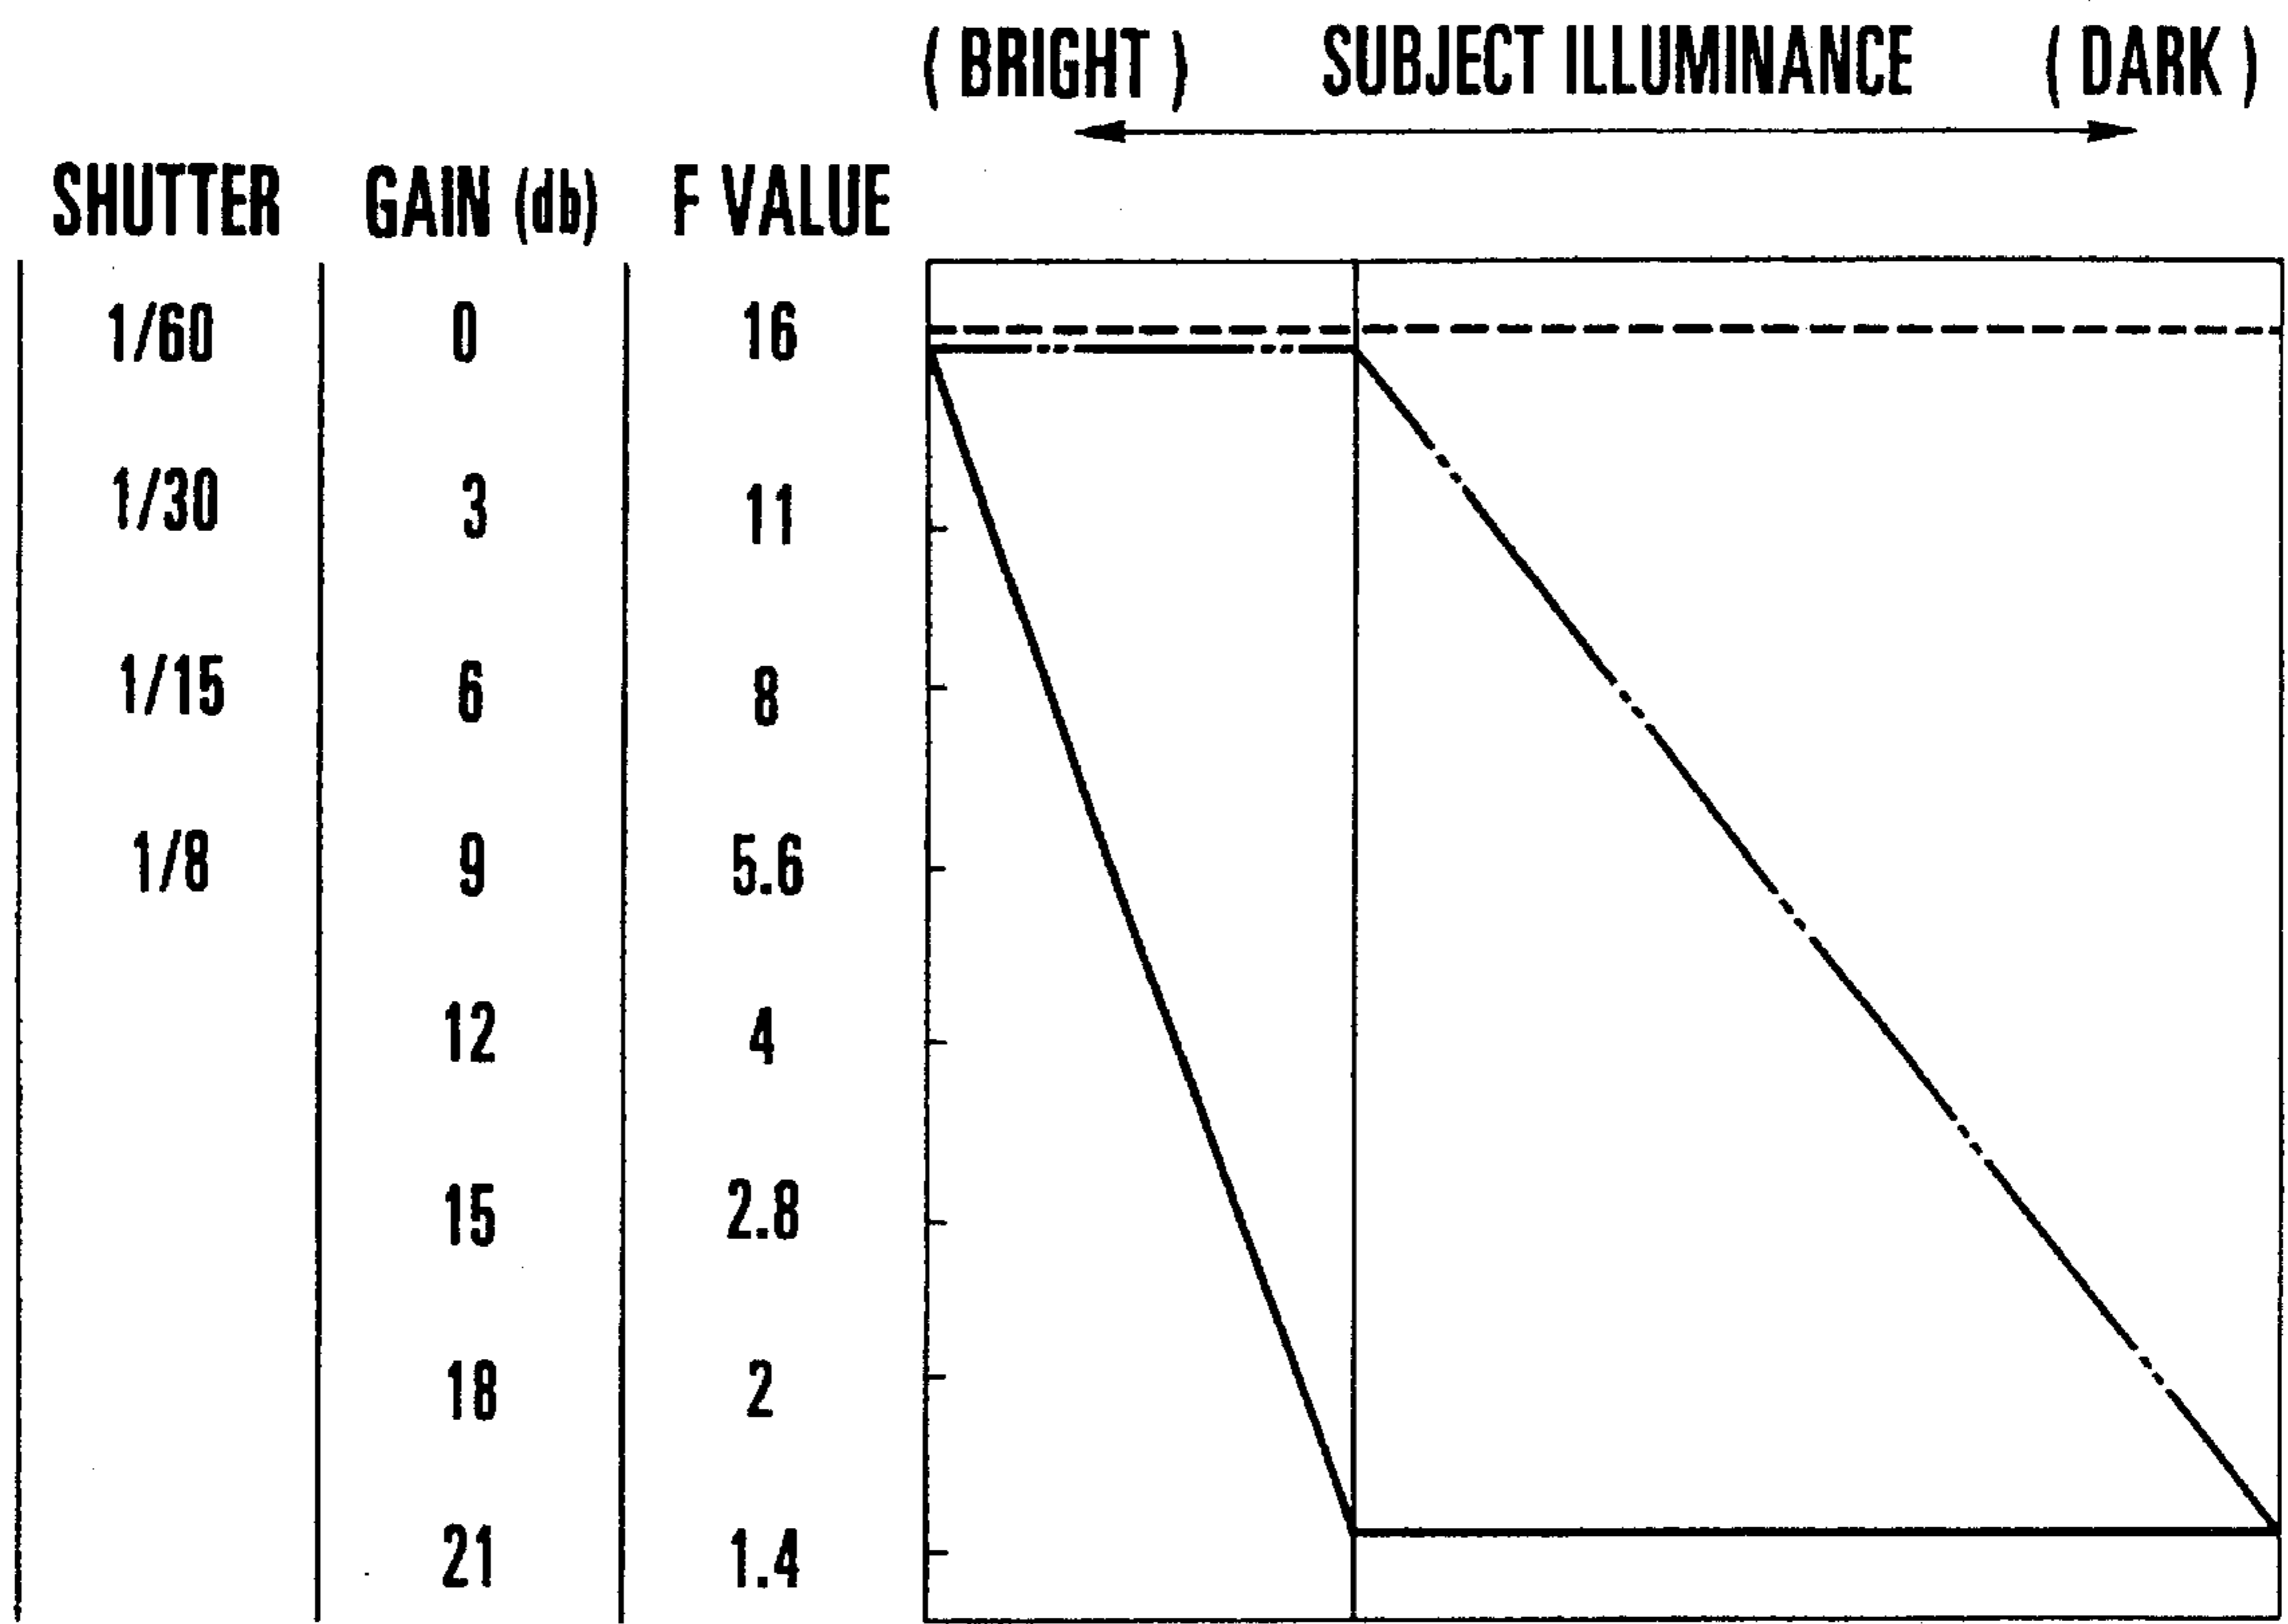 ( BRIGHT ) SUBJECT ILLUMINANCE ( DARK )
SHUTTER GAIN (db) F VALUE
1/60 0 16
1/30 3 11
1/15 6 8
1/8 9 5.6
12 4
15 2.8
18 2
21 1.4